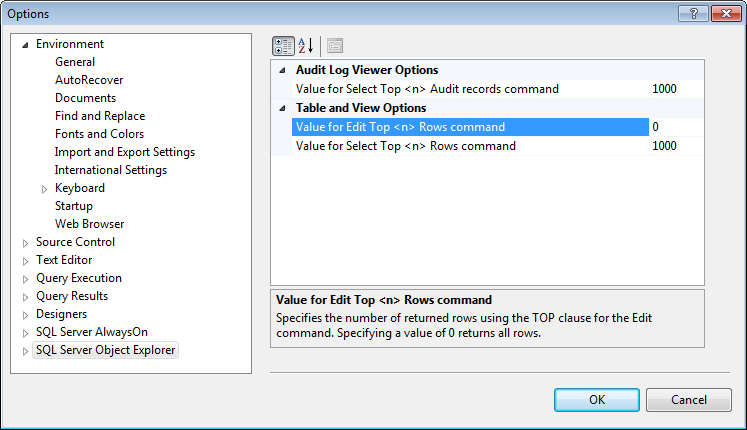 Options
Environment
General
AutoRecover
Documents
Find and Replace
Fonts and Colors
Import and Export Settings
International Settings
Keyboard
Startup
Web Browser
Source Control
Text Editor
Query Execution
Query Results
Designers
SQL Server AlwaysOn
SQL Server Object Explorer
Audit Log Viewer Options
Value for Select Top <n> Audit records command 1000
Table and View Options
Value for Edit Top <n> Rows command 0
Value for Select Top <n> Rows command 1000
Value for Edit Top <n> Rows command
Specifies the number of returned rows using the TOP clause for the Edit
command. Specifying a value of 0 returns all rows.
OK Cancel